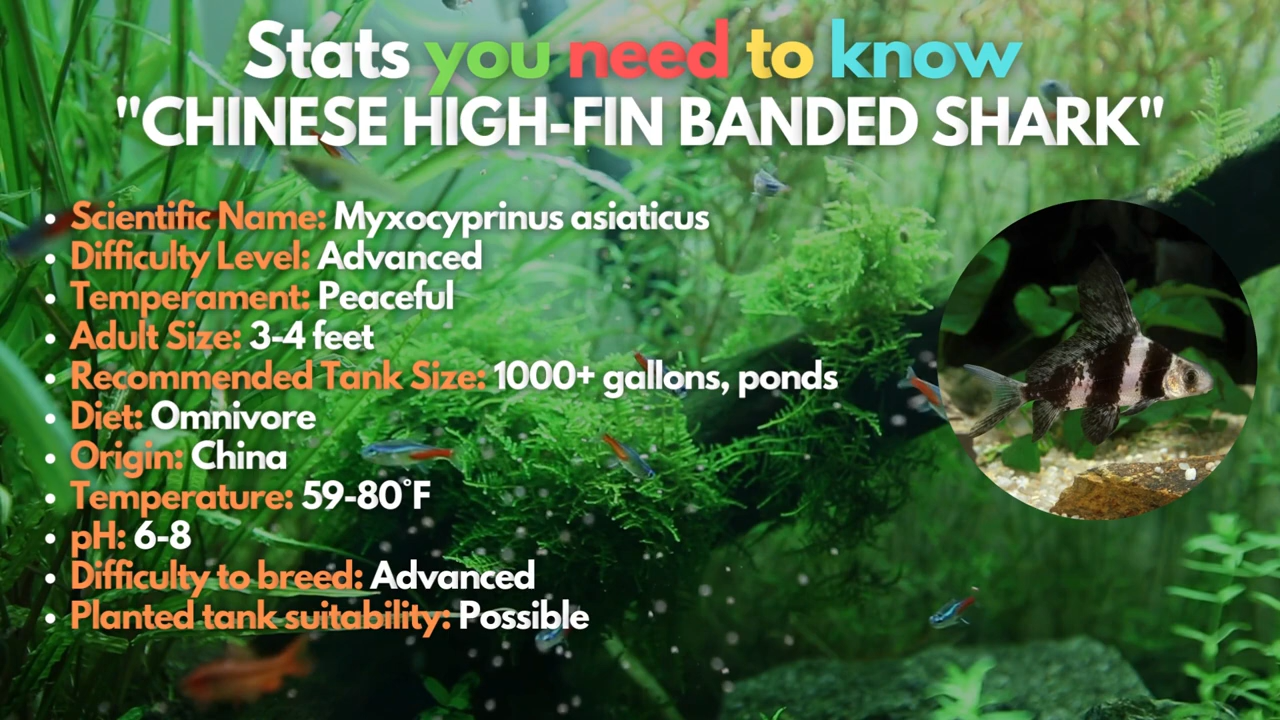 Stats you need to know
"CHINESE HIGH-FIN BANDED SHARK"
• Scientific Name: Myxocyprinus asiaticus
• Difficulty Level: Advanced
• Temperament: Peaceful
• Adult Size: 3-4 feet
• Recommended Tank Size: 1000+ gallons, ponds
• Diet: Omnivore
• Origin: China
• Temperature: 59-80°F
• pH: 6-8
• Difficulty to breed: Advanced
• Planted tank suitability: Possible